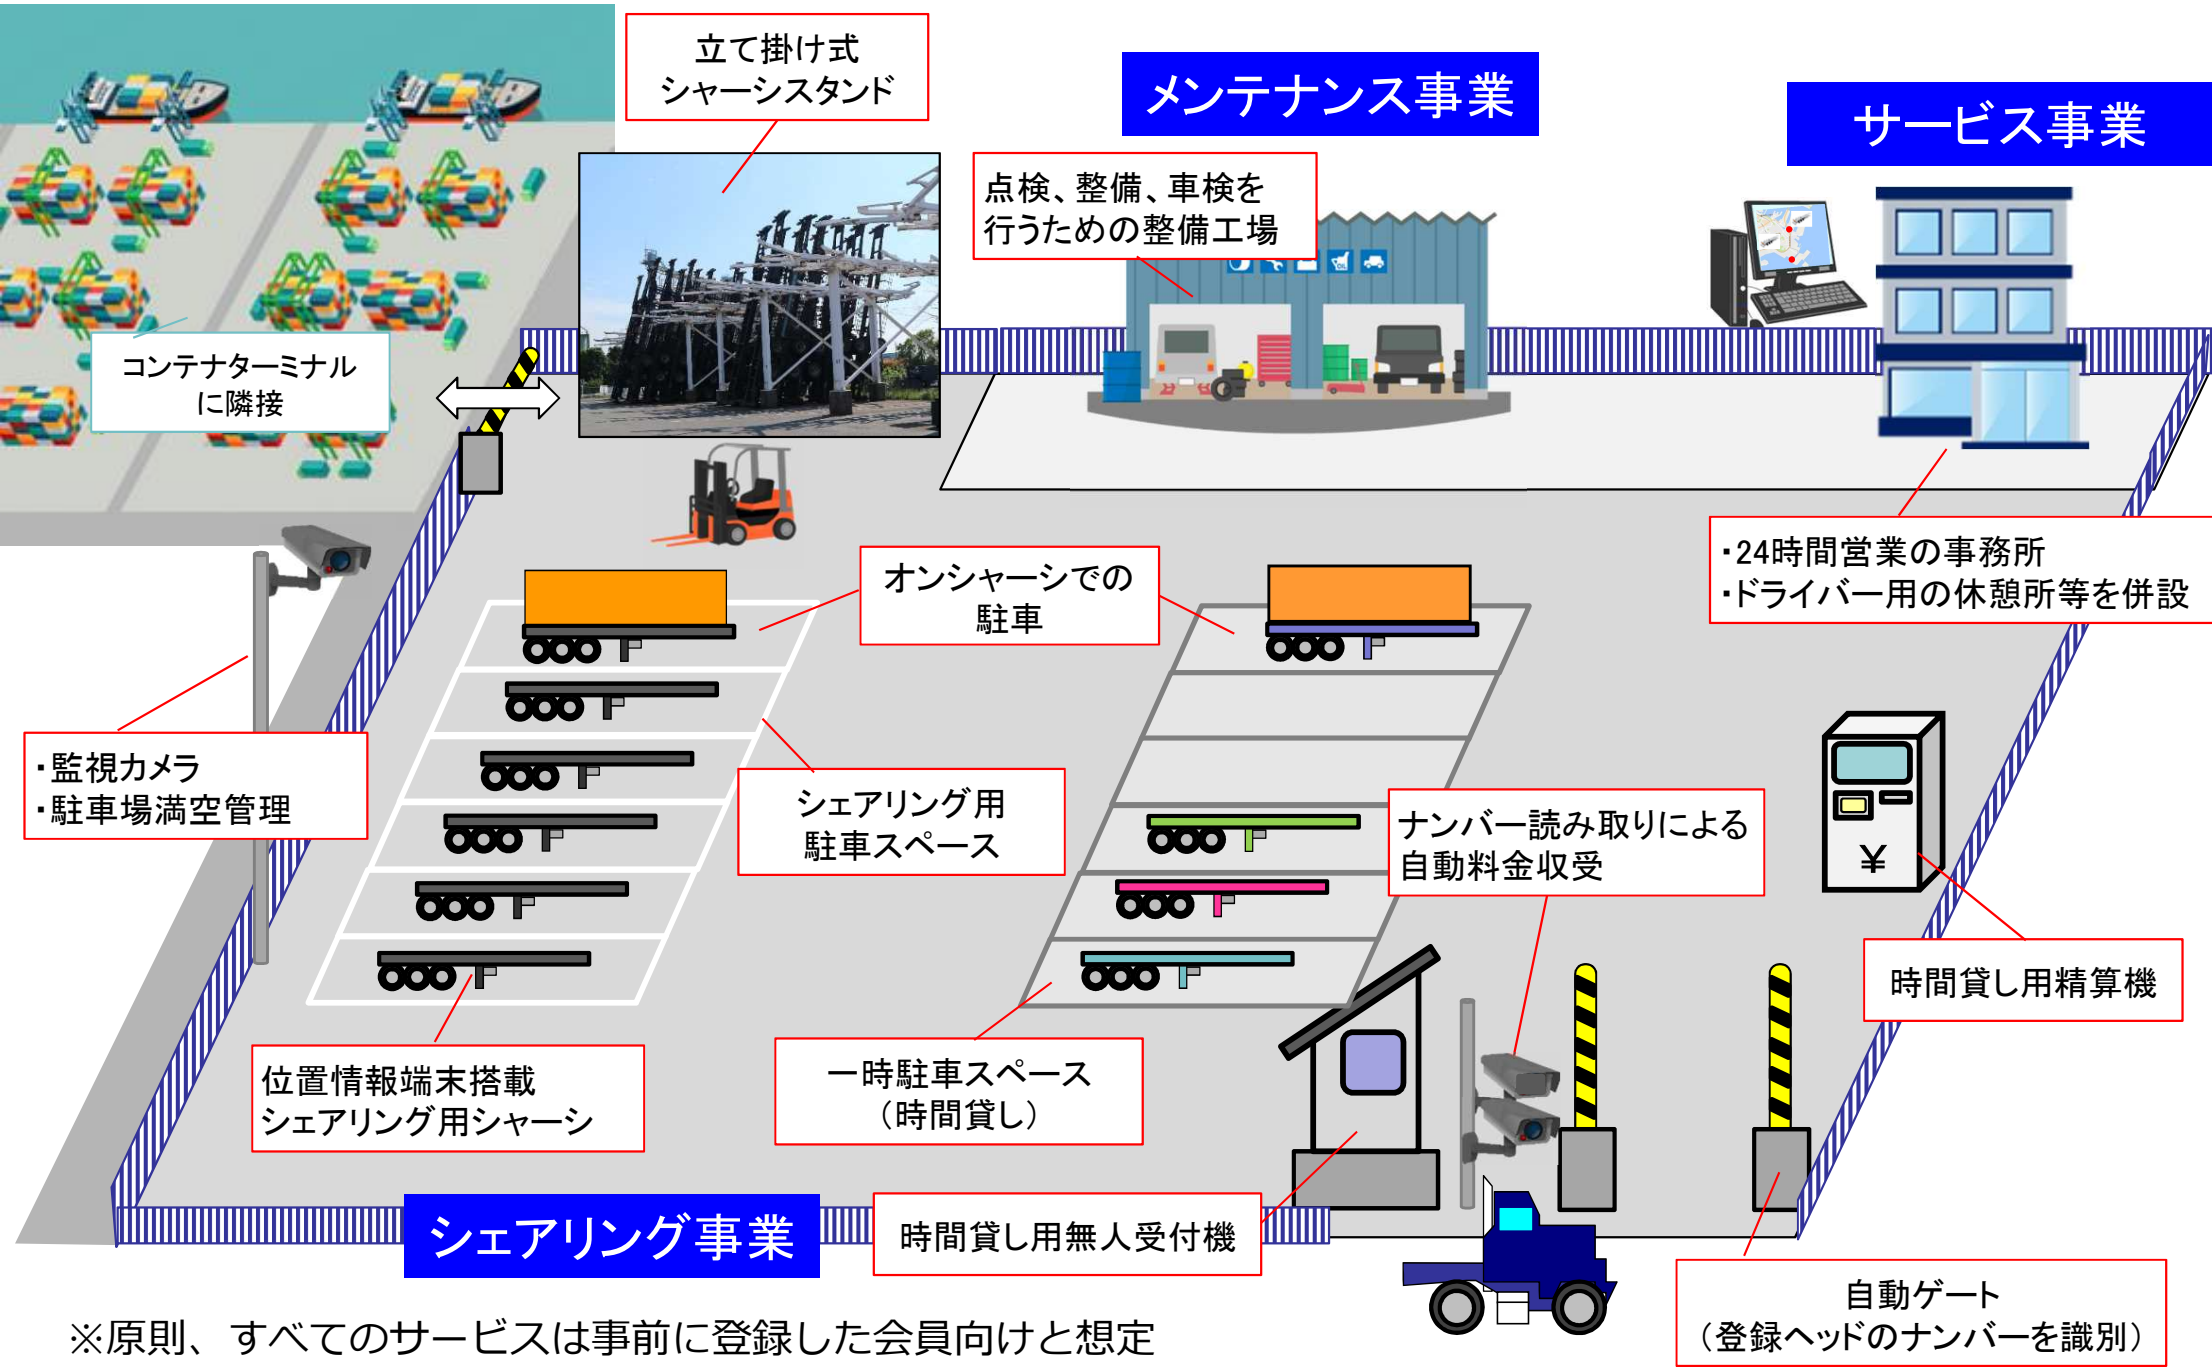 立て掛け式
シャーシスタンド
メンテナンス事業
サービス事業
点検、整備、車検を
行うための整備工場
コンテナターミナル
に隣接
・24時間営業の事務所
・ドライバー用の休憩所等を併設
オンシャーシでの
駐車
・監視カメラ
・駐車場満空管理
シェアリング用
駐車スペース
ナンバー読み取りによる
自動料金収受
¥
時間貸し用精算機
位置情報端末搭載
シェアリング用シャーシ
一時駐車スペース
（時間貸し）
シェアリング事業
時間貸し用無人受付機
自動ゲート
（登録ヘッドのナンバーを識別）
※原則、すべてのサービスは事前に登録した会員向けと想定